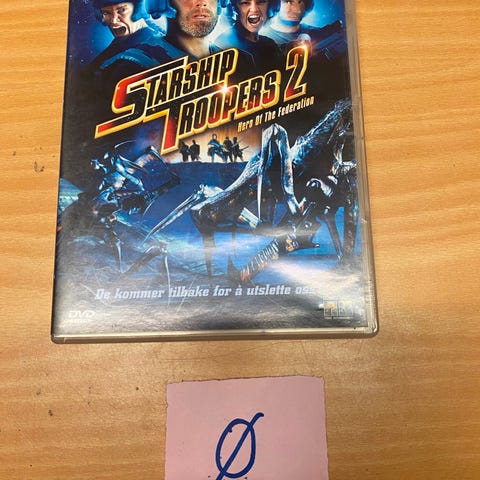 STARSHIP
TROOPERS 2
Hero Of The Federation
De kommer tilbake for å utslette oss
DVD
Ø